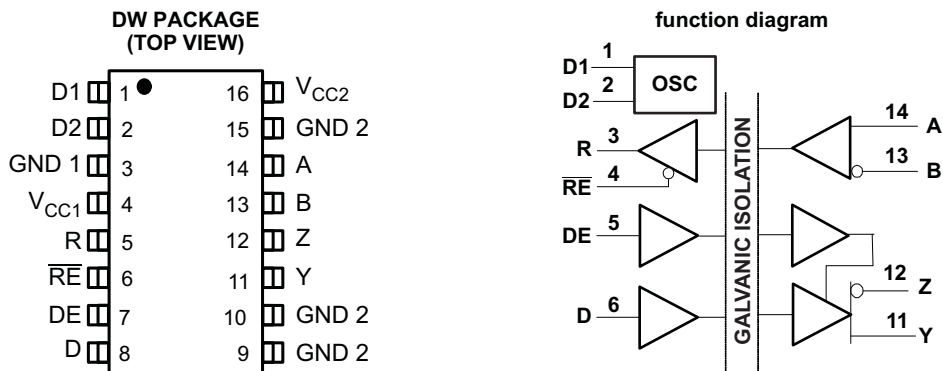 DW PACKAGE
(TOP VIEW)
D1 1 16 VCC2
D2 2 15 GND 2
GND 1 3 14 A
VCC1 4 13 B
R 5 12 Z
RE 6 11 Y
DE 7 10 GND 2
D 8 9 GND 2
function diagram
D1 1
D2 2
OSC
R 3
RE 4
DE 5
D 6
GALVANIC ISOLATION
14 A
13 B
12 Z
11 Y